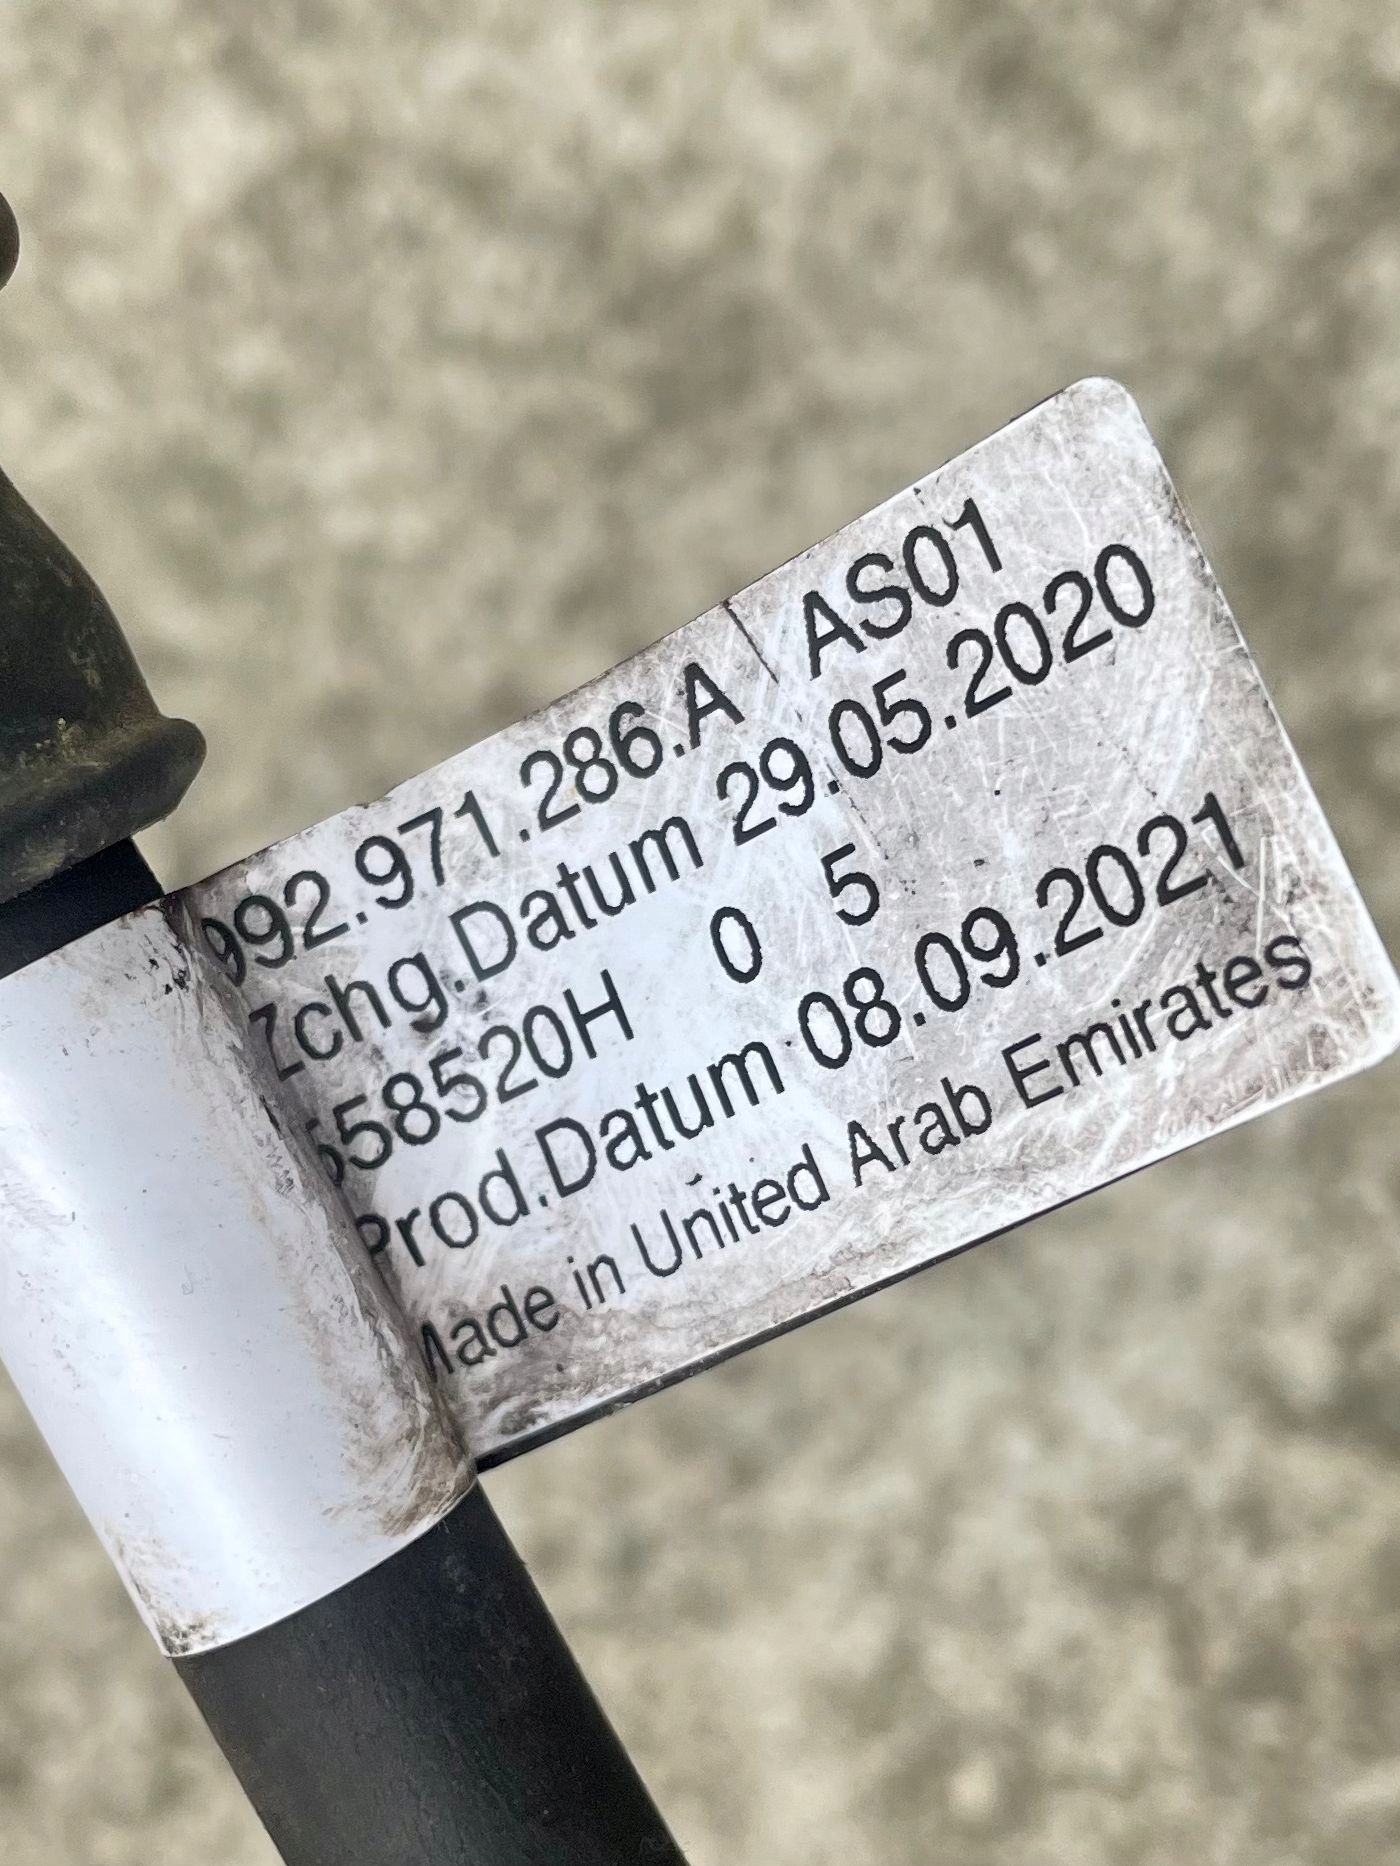 992.971.286.A AS01
Zchg.Datum 29.05.2020
558520H 0 5
Prod.Datum 08.09.2021
Made in United Arab Emirates